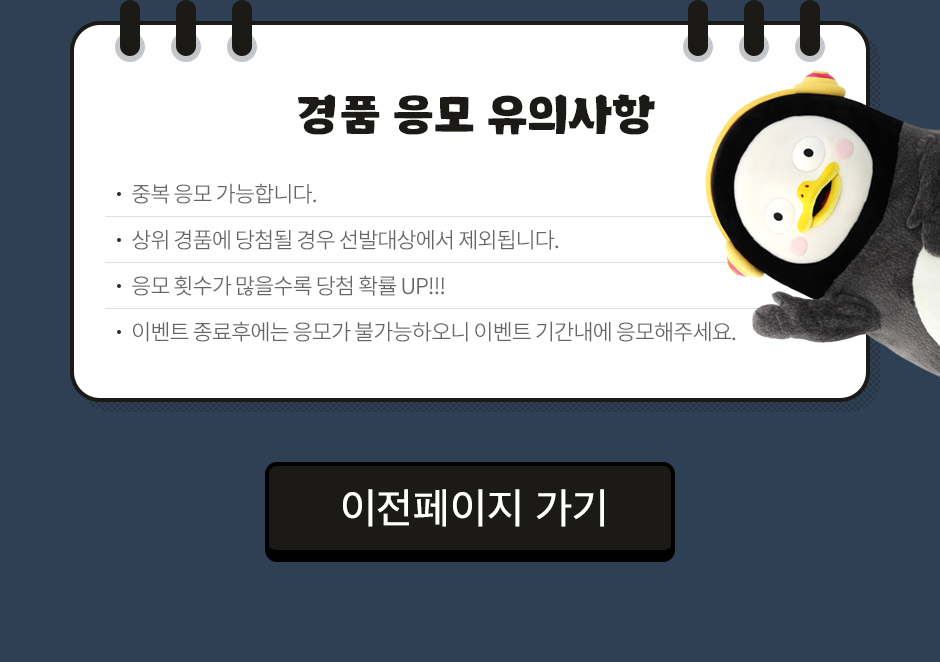 경품 응모 유의사항
• 중복 응모 가능합니다.
• 상위 경품에 당첨될 경우 선발대상에서 제외됩니다.
• 응모 횟수가 많을수록 당첨 확률 UP!!!
• 이벤트 종료후에는 응모가 불가능하오니 이벤트 기간내에 응모해주세요.
이전페이지 가기